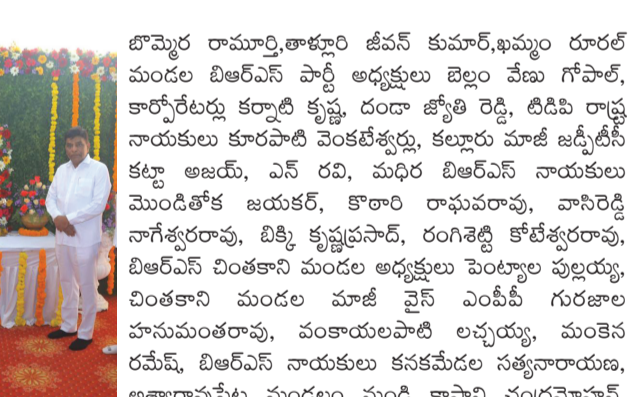 బొమ్మెర రామూర్తి,తాళ్లూరి జీవన్ కుమార్,ఖమ్మం రూరల్
మండల బిఆర్ఎస్ పార్టీ అధ్యక్షులు బెల్లం వేణు గోపాల్,
కార్పోరేటర్లు కర్నాటి కృష్ణ, దండా జ్యోతి రెడ్డి, టిడిపి రాష్ట్ర
నాయకులు కూరపాటి వెంకటేశ్వర్లు, కల్లూరు మాజీ జడ్పీటీసీ
కట్టా అజయ్, ఎన్ రవి, మధిర బిఆర్ఎస్ నాయకులు
మొండితోక జయకర్, కొఠారి రాఘవరావు, వాసిరెడ్డి
నాగేశ్వరరావు, బిక్కి కృష్ణప్రసాద్, రంగిశెట్టి కోటేశ్వరరావు,
బిఆర్ఎస్ చింతకాని మండల అధ్యక్షులు పెంట్యాల పుల్లయ్య,
చింతకాని మండల మాజీ వైస్ ఎంపీపీ గురజాల
హనుమంతరావు, వంకాయలపాటి లచ్చయ్య, మంకెన
రమేష్, బిఆర్ఎస్ నాయకులు కనకమేడల సత్యనారాయణ,